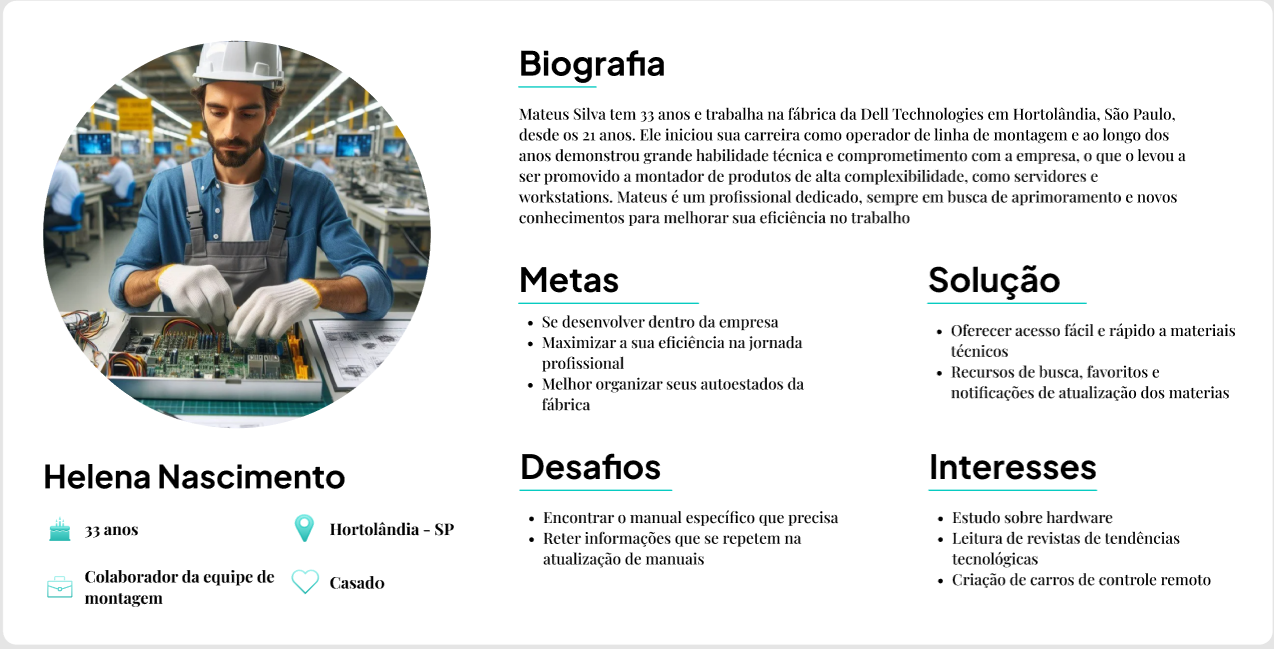 Helena Nascimento
33 anos
Hortolândia - SP
Colaborador da equipe de
montagem
Casado
Biografia
Mateus Silva tem 33 anos e trabalha na fábrica da Dell Technologies em Hortolândia, São Paulo,
desde os 21 anos. Ele iniciou sua carreira como operador de linha de montagem e ao longo dos
anos demonstrou grande habilidade técnica e comprometimento com a empresa, o que o levou a
ser promovido a montador de produtos de alta complexibilidade, como servidores e
workstations. Mateus é um profissional dedicado, sempre em busca de aprimoramento e novos
conhecimentos para melhorar sua eficiência no trabalho
Metas
• Se desenvolver dentro da empresa
• Maximizar a sua eficiência na jornada
profissional
• Melhor organizar seus autoestados da
fábrica
Solução
• Oferecer acesso fácil e rápido a materiais
técnicos
• Recursos de busca, favoritos e
notificações de atualização dos materias
Desafios
• Encontrar o manual específico que precisa
• Reter informações que se repetem na
atualização de manuais
Interesses
• Estudo sobre hardware
• Leitura de revistas de tendências
tecnológicas
• Criação de carros de controle remoto